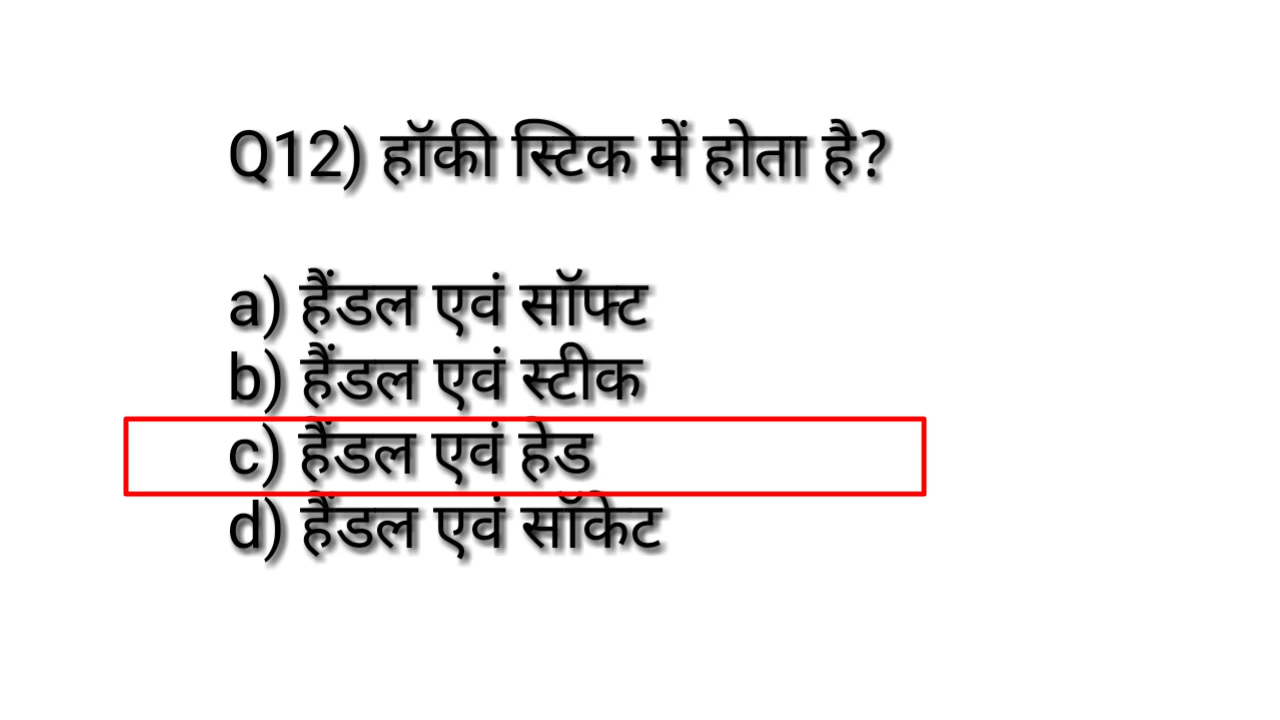 Q12) हॉकी स्टिक में होता है?
a) हैंडल एवं सॉफ्ट
b) हैंडल एवं स्टीक
c) हैंडल एवं हेड
d) हैंडल एवं सॉकेट